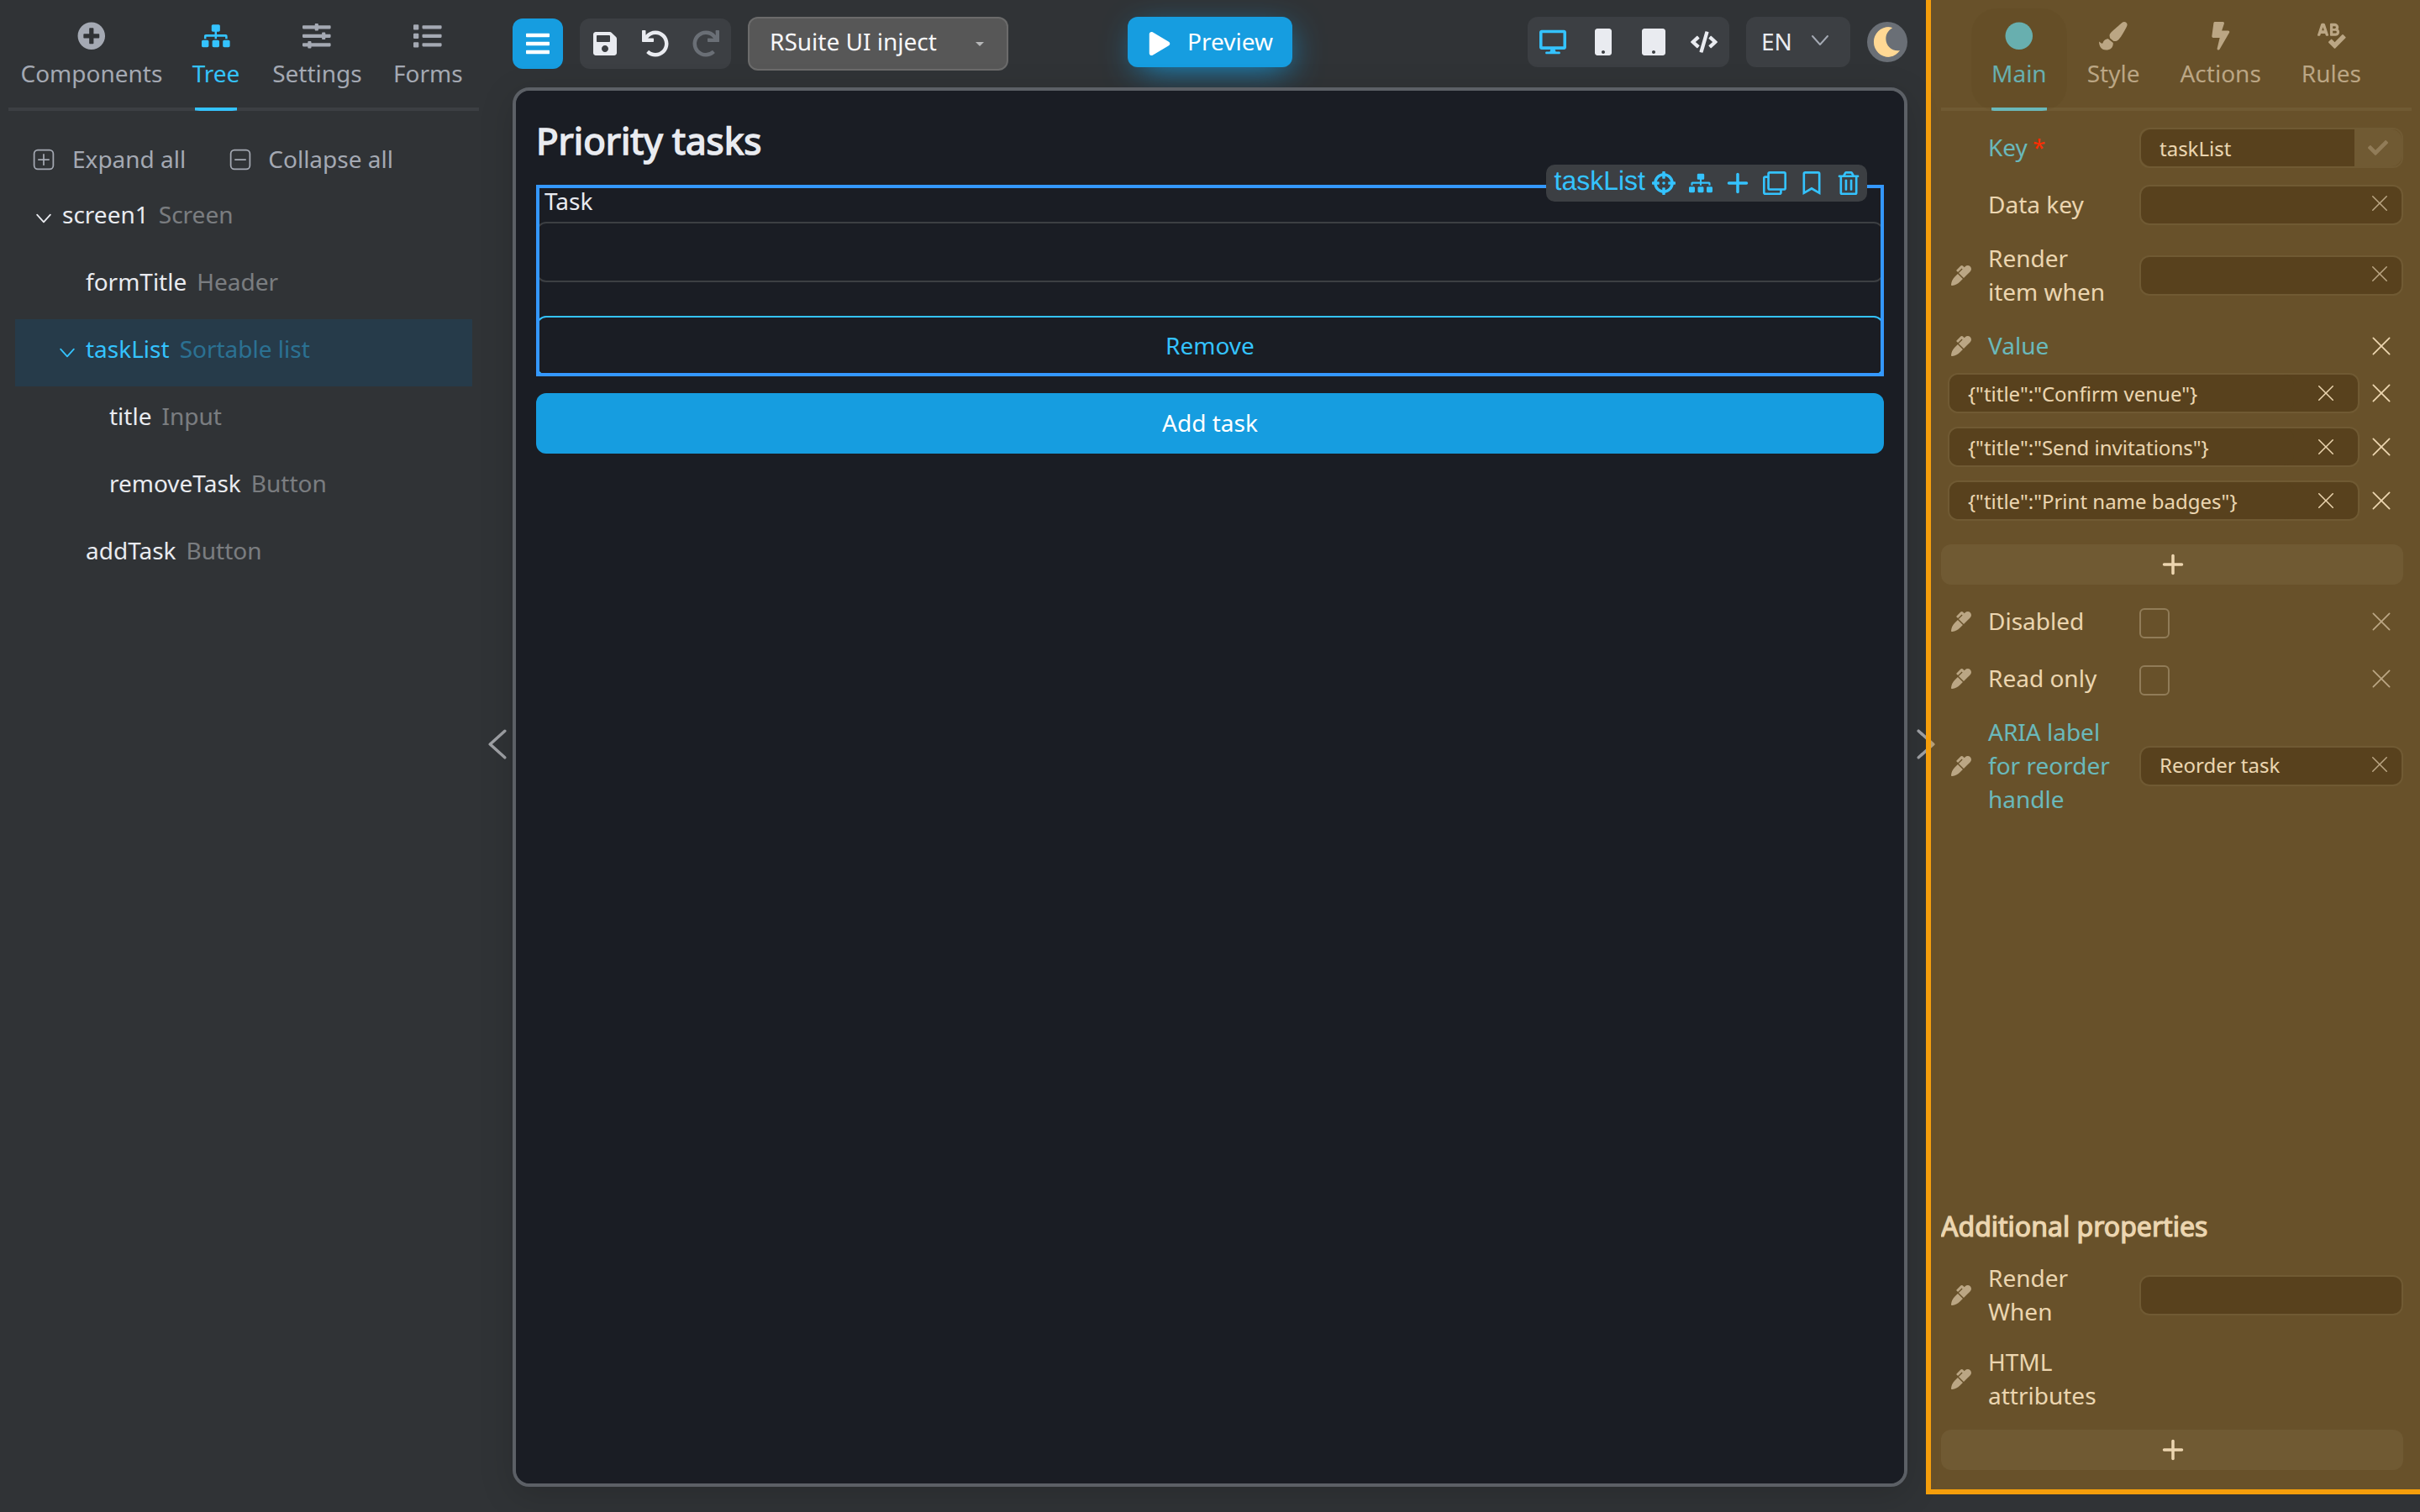 Components
Tree
Settings
Forms
RSuite UI inject
Preview
EN
Main
Style
Actions
AB
Rules
Expand all
Collapse all
screen1 Screen
formTitle Header
taskList Sortable list
title Input
removeTask Button
addTask Button
Priority tasks
taskList
Task
Remove
Add task
Key *
taskList
Data key
Render
item when
Value
{"title":"Confirm venue"}
{"title":"Send invitations"}
{"title":"Print name badges"}
Disabled
Read only
ARIA label
for reorder
handle
Reorder task
Additional properties
Render
When
HTML
attributes